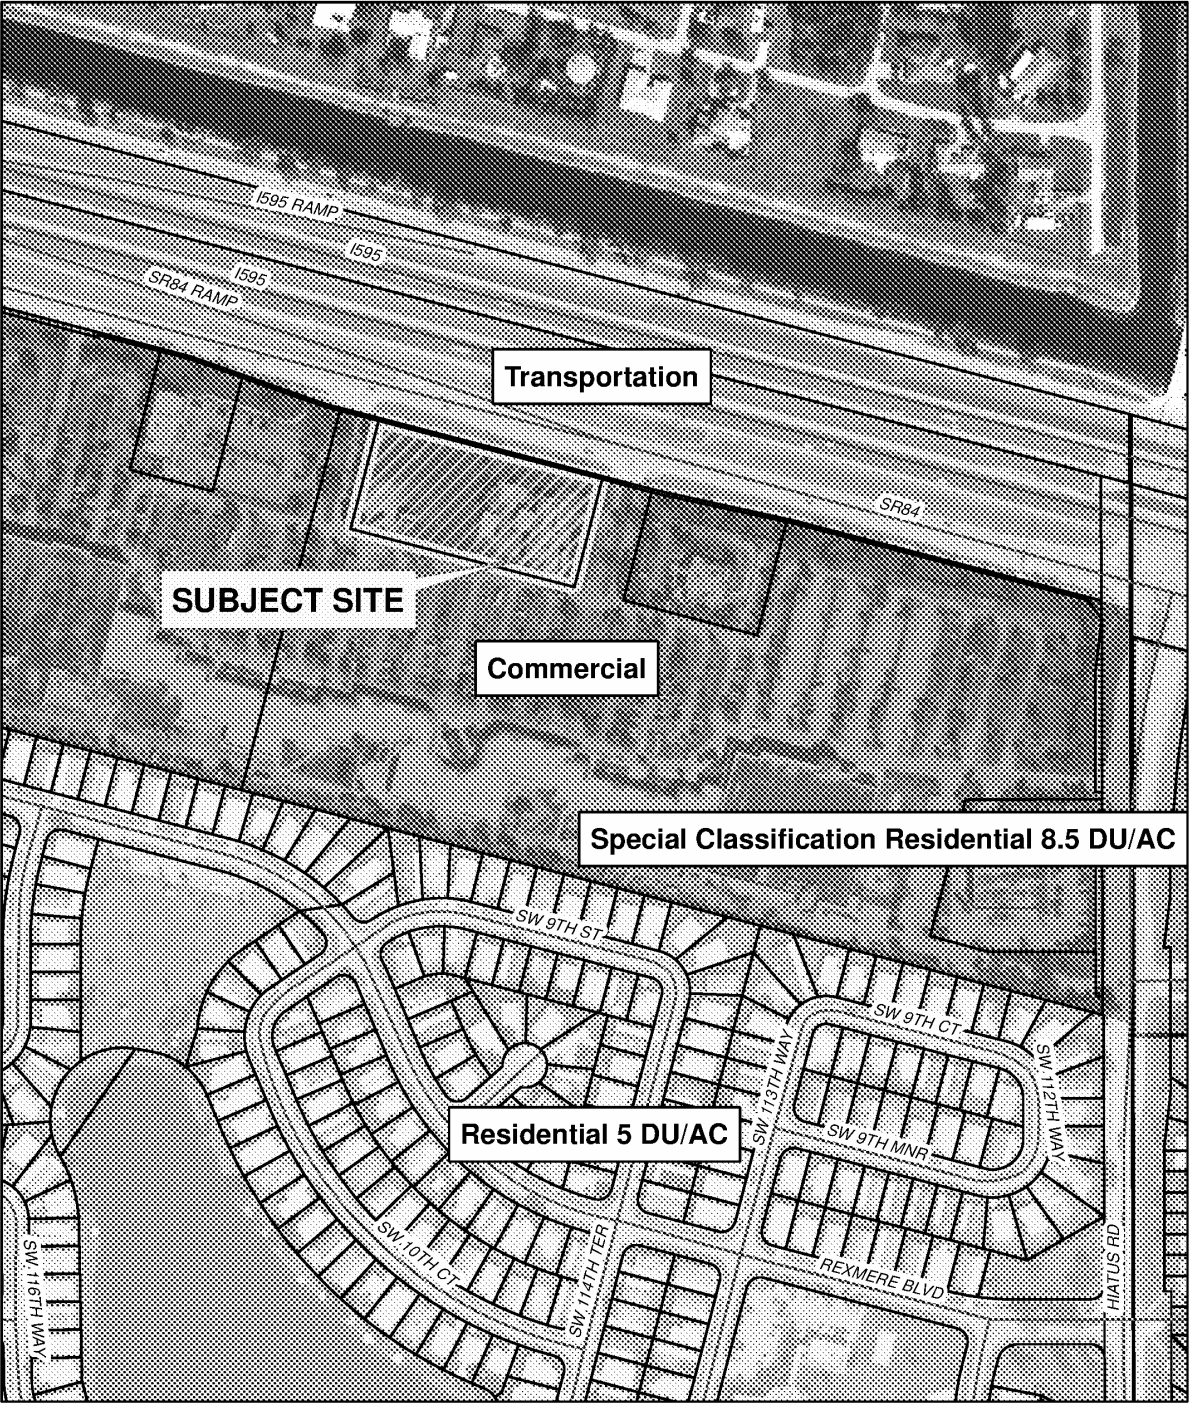 I595 RAMP
I595
I595
SR84 RAMP
Transportation
SR84
SUBJECT SITE
Commercial
Special Classification Residential 8.5 DU/AC
SW 9TH ST
SW 9TH CT
SW 113TH WAY
SW 112TH WAY
Residential 5 DU/AC
SW 9TH MNR
SW 10TH CT
SW 114TH TER
SW 116TH WAY
REXMERE BLVD
HIATUS RD